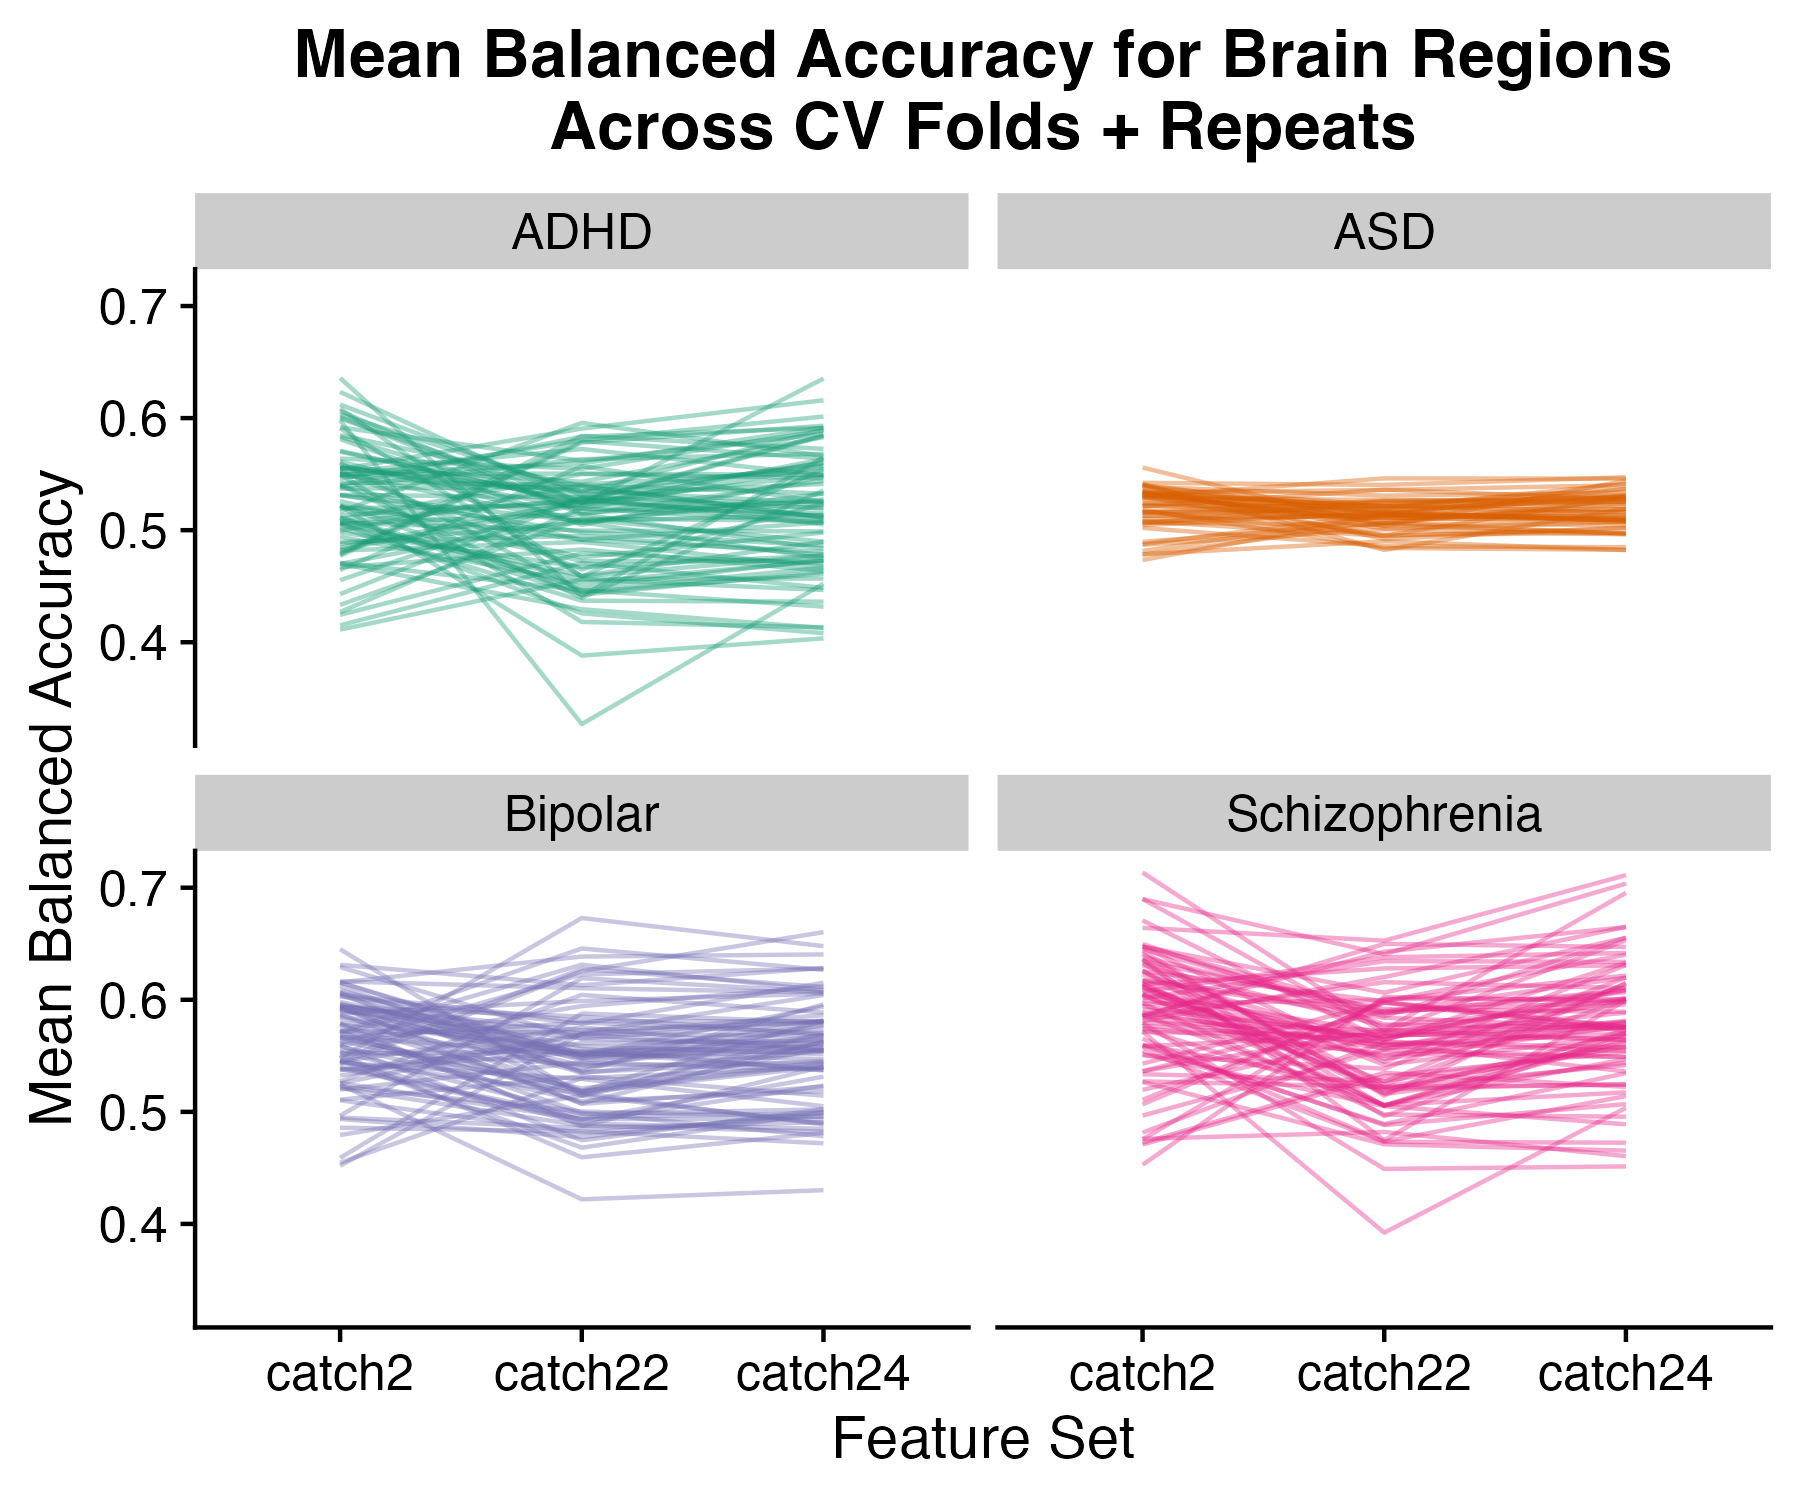 Mean Balanced Accuracy for Brain Regions
Across CV Folds + Repeats
ADHD
ASD
0.7
0.6
0.5
0.4
Bipolar
Schizophrenia
0.7
0.6
0.5
0.4
Mean Balanced Accuracy
catch2 catch22 catch24
catch2 catch22 catch24
Feature Set